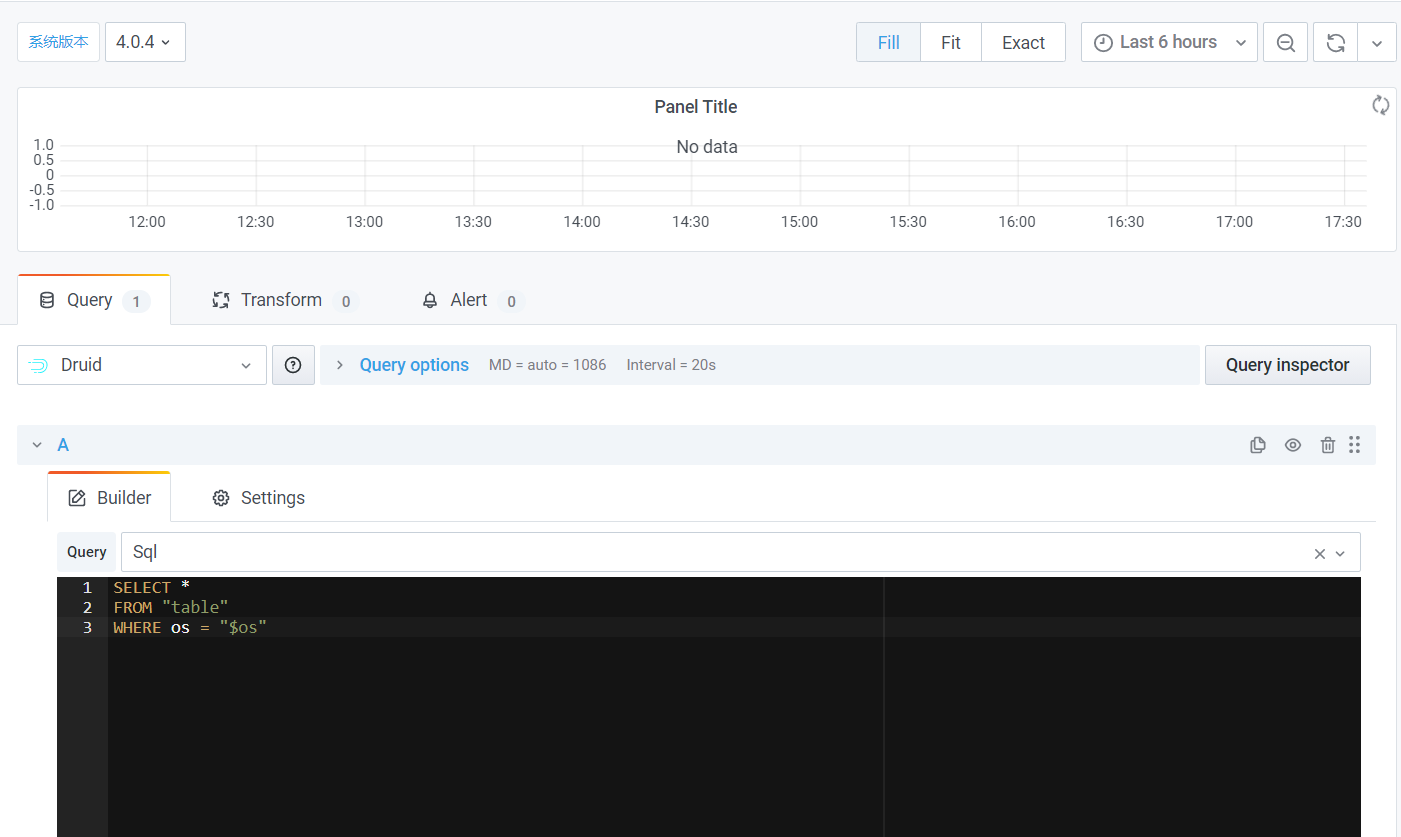 系统版本 4.0.4 Fill Fit Exact Last 6 hours
Panel Title
No data
1.0
0.5
0
-0.5
-1.0
12:00 12:30 13:00 13:30 14:00 14:30 15:00 15:30 16:00 16:30 17:00 17:30
Query 1 Transform 0 Alert 0
Druid Query options MD = auto = 1086 Interval = 20s Query inspector
A
Builder Settings
Query Sql
1 SELECT *
2 FROM "table"
3 WHERE os = "$os"